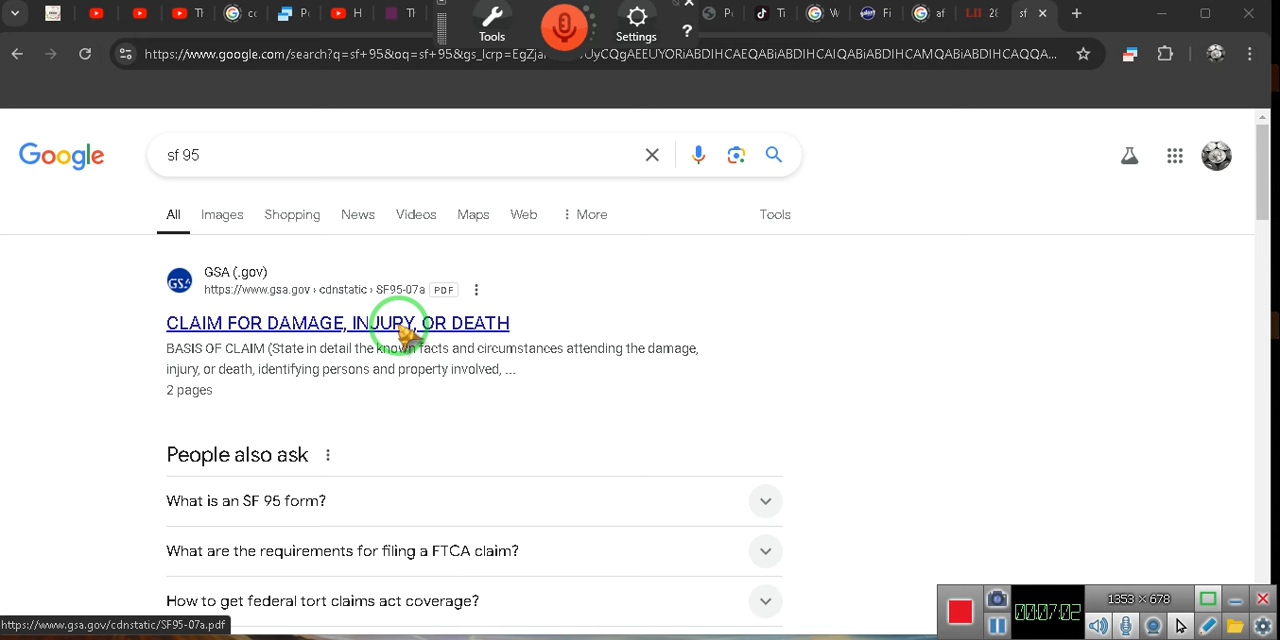 Tools
Settings
?
https://www.google.com/search?q=sf+95&oq=sf+95&gs_lcrp=EgZja
Google
sf 95
All
Images
Shopping
News
Videos
Maps
Web
More
Tools
GSA
GSA (.gov)
https://www.gsa.gov › cdnstatic › SF95-07a
PDF
CLAIM FOR DAMAGE, INJURY, OR DEATH
BASIS OF CLAIM (State in detail the known facts and circumstances attending the damage,
injury, or death, identifying persons and property involved, ...
2 pages
People also ask
What is an SF 95 form?
What are the requirements for filing a FTCA claim?
How to get federal tort claims act coverage?
https://www.gsa.gov/cdnstatic/SF95-07a.pdf
00:07:02
1353 × 678